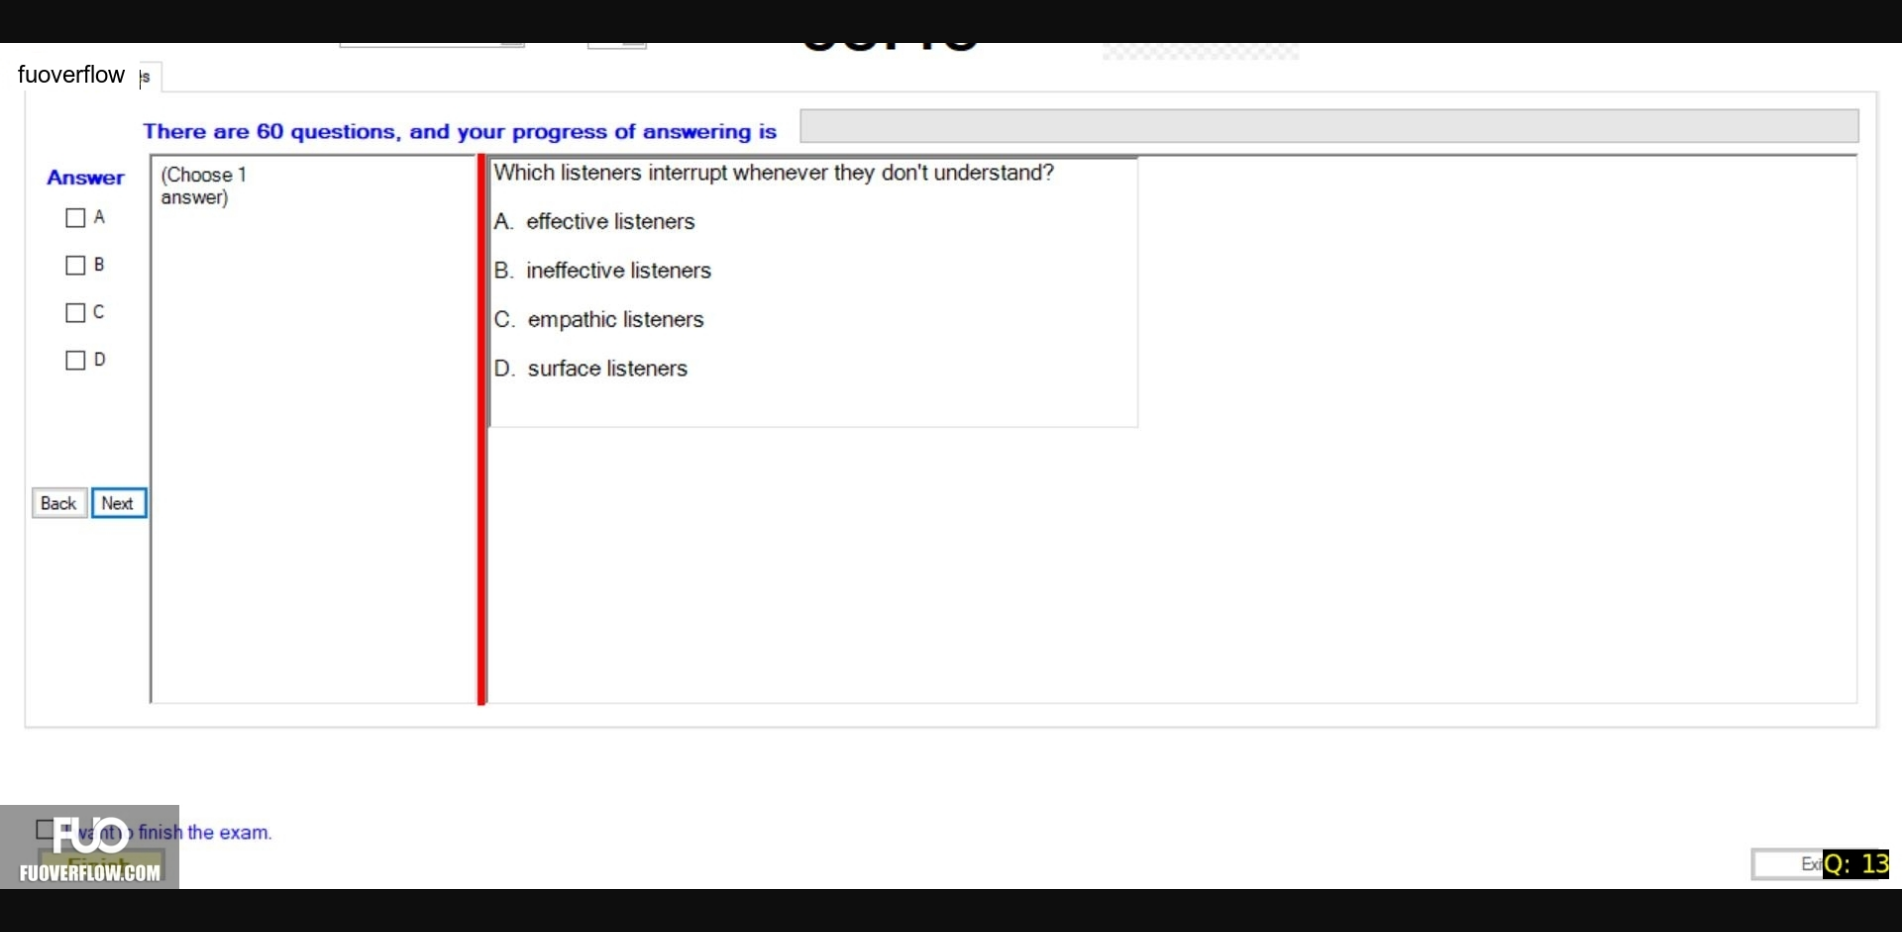 fuoverflow
There are 60 questions, and your progress of answering is
Answer
(Choose 1
answer)
A
B
C
D
Which listeners interrupt whenever they don't understand?
A. effective listeners
B. ineffective listeners
C. empathic listeners
D. surface listeners
Back Next
want to finish the exam.
FUO
FUOVERFLOW.COM
Q: 13